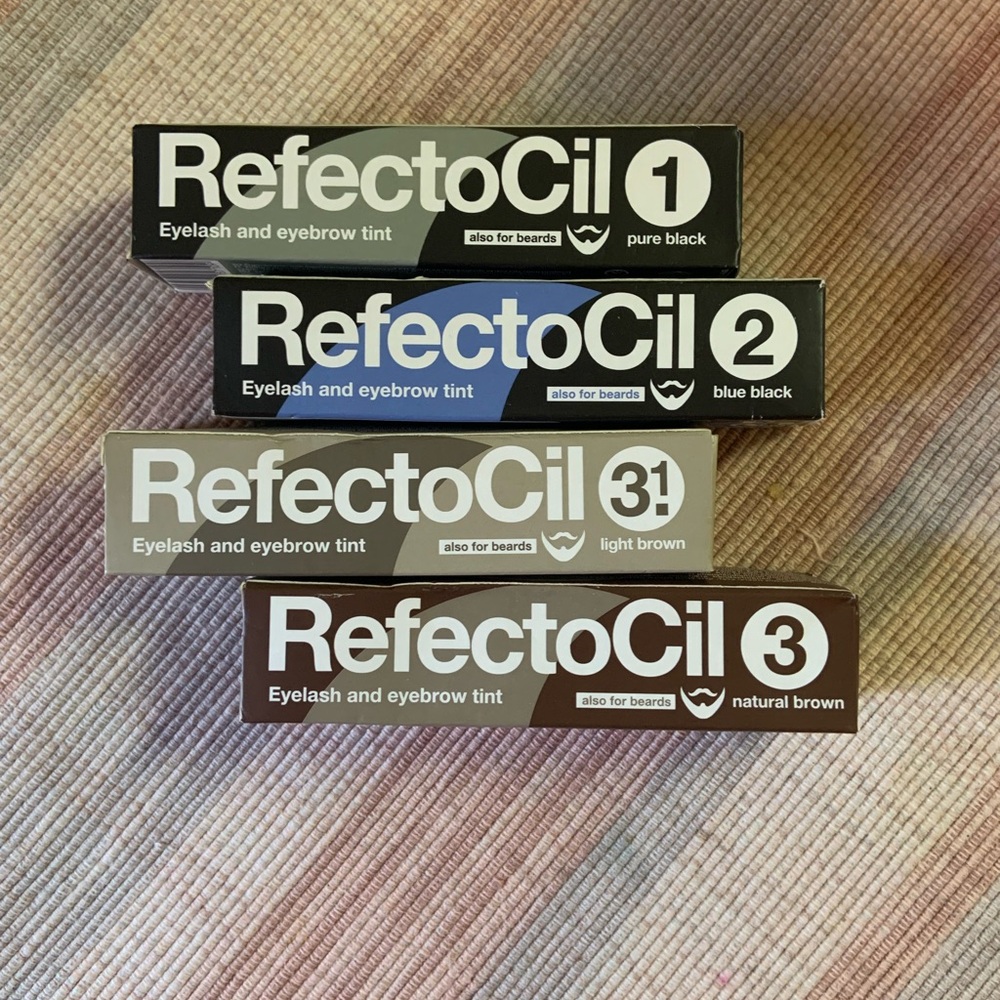 RefectoCil 1
Eyelash and eyebrow tint also for beards pure black
RefectoCil 2
Eyelash and eyebrow tint also for beards blue black
RefectoCil 3.1
Eyelash and eyebrow tint also for beards light brown
RefectoCil 3
Eyelash and eyebrow tint also for beards natural brown